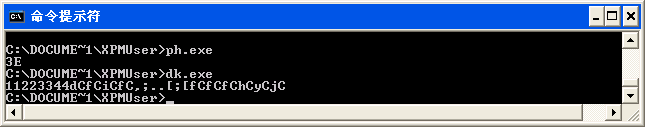 命令提示符
C:\DOCUME~1\XPMUser>ph.exe
3E
C:\DOCUME~1\XPMUser>dk.exe
11223344dCfCiCfC,;..[;[fCfCfChCyCjC
C:\DOCUME~1\XPMUser>_